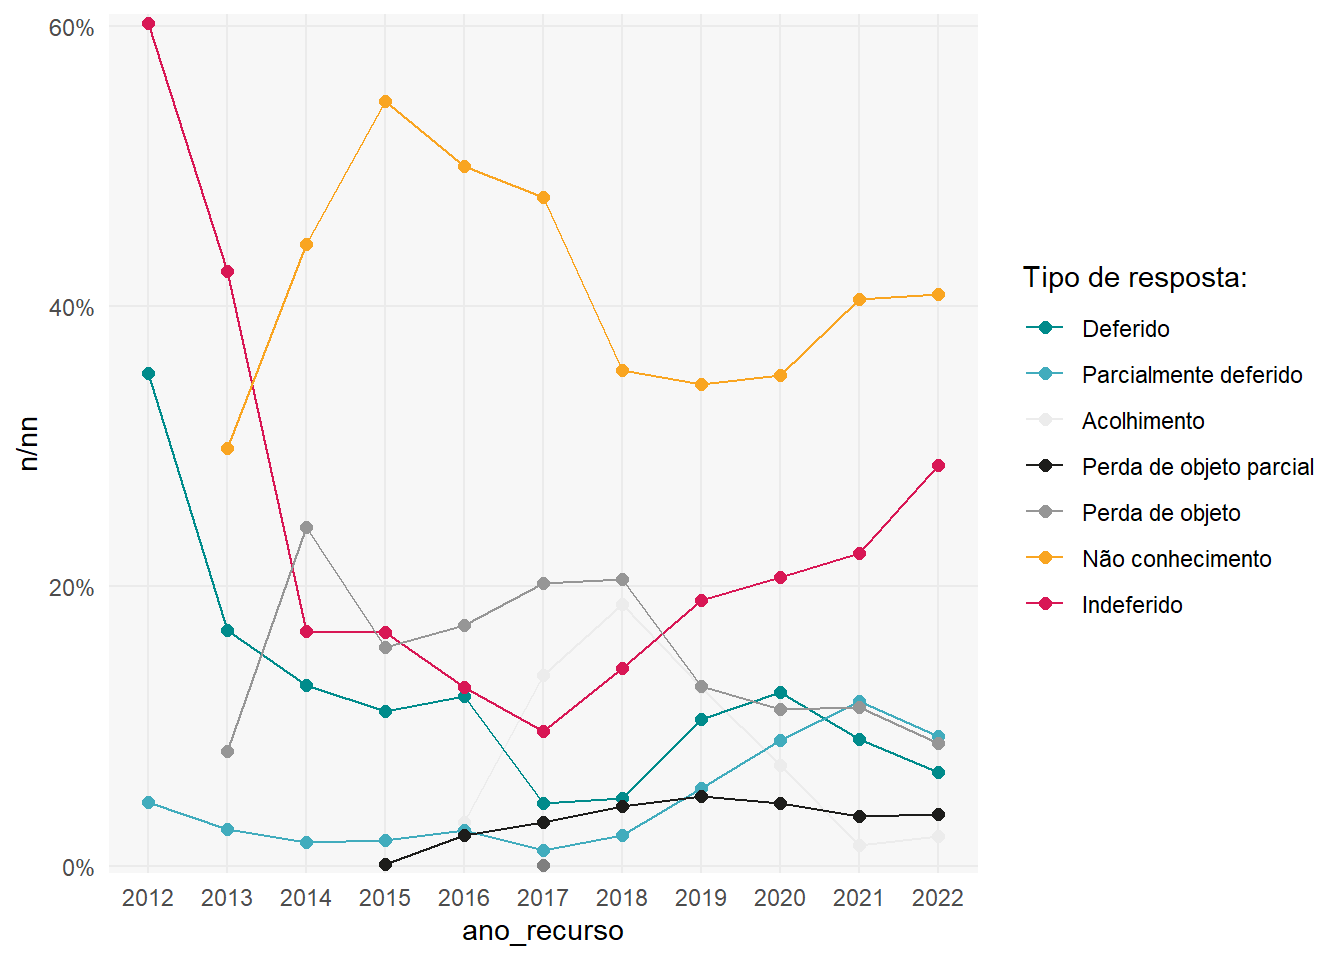 60%
40%
20%
0%
n/nn
2012 2013 2014 2015 2016 2017 2018 2019 2020 2021 2022
ano_recurso
Tipo de resposta:
Deferido
Parcialmente deferido
Acolhimento
Perda de objeto parcial
Perda de objeto
Não conhecimento
Indeferido